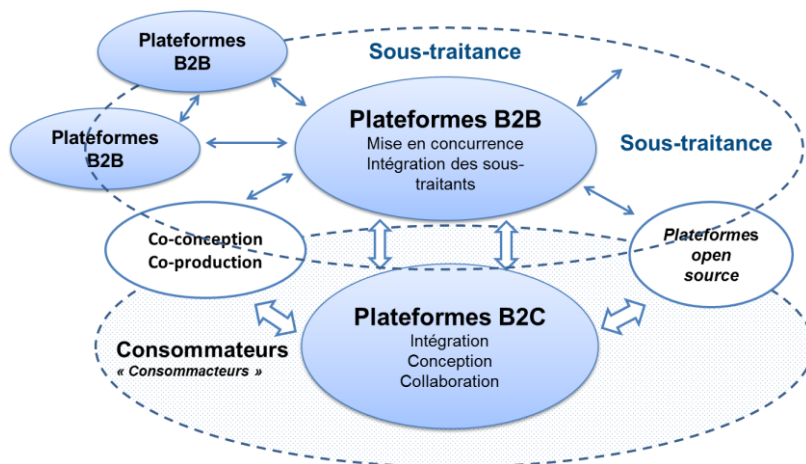 Plateformes
B2B
Sous-traitance
Plateformes
B2B
Plateformes B2B
Mise en concurrence
Intégration des sous-
traitants
Sous-traitance
Co-conception
Co-production
Plateformes
open
source
Plateformes B2C
Intégration
Conception
Collaboration
Consommateurs
« Consommacteurs »